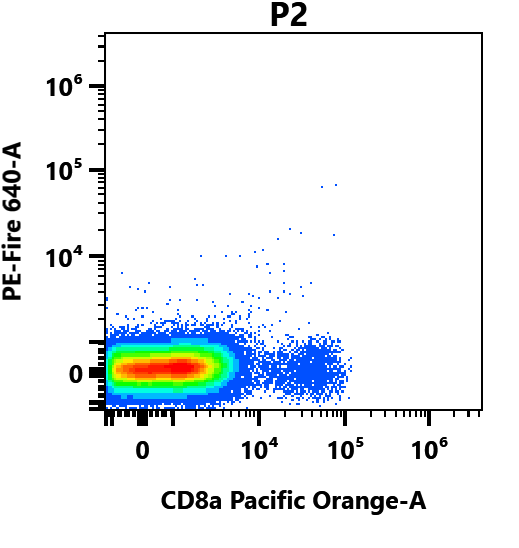 P2
PE-Fire 640-A
10⁶
10⁵
10⁴
0
0
10⁴
10⁵
10⁶
CD8a Pacific Orange-A